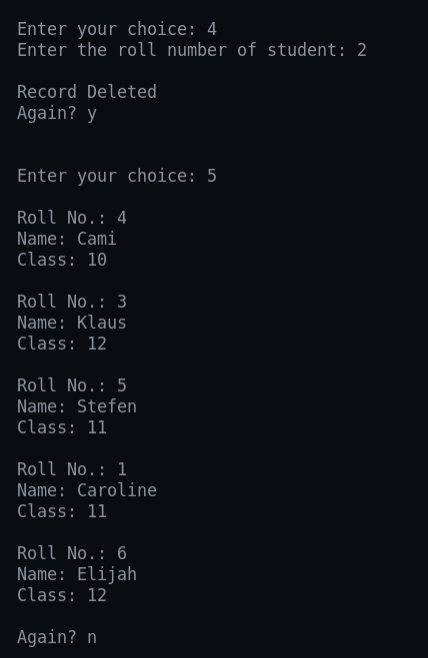 Enter your choice: 4
Enter the roll number of student: 2
Record Deleted
Again? y
Enter your choice: 5
Roll No.: 4
Name: Cami
Class: 10
Roll No.: 3
Name: Klaus
Class: 12
Roll No.: 5
Name: Stefen
Class: 11
Roll No.: 1
Name: Caroline
Class: 11
Roll No.: 6
Name: Elijah
Class: 12
Again? n